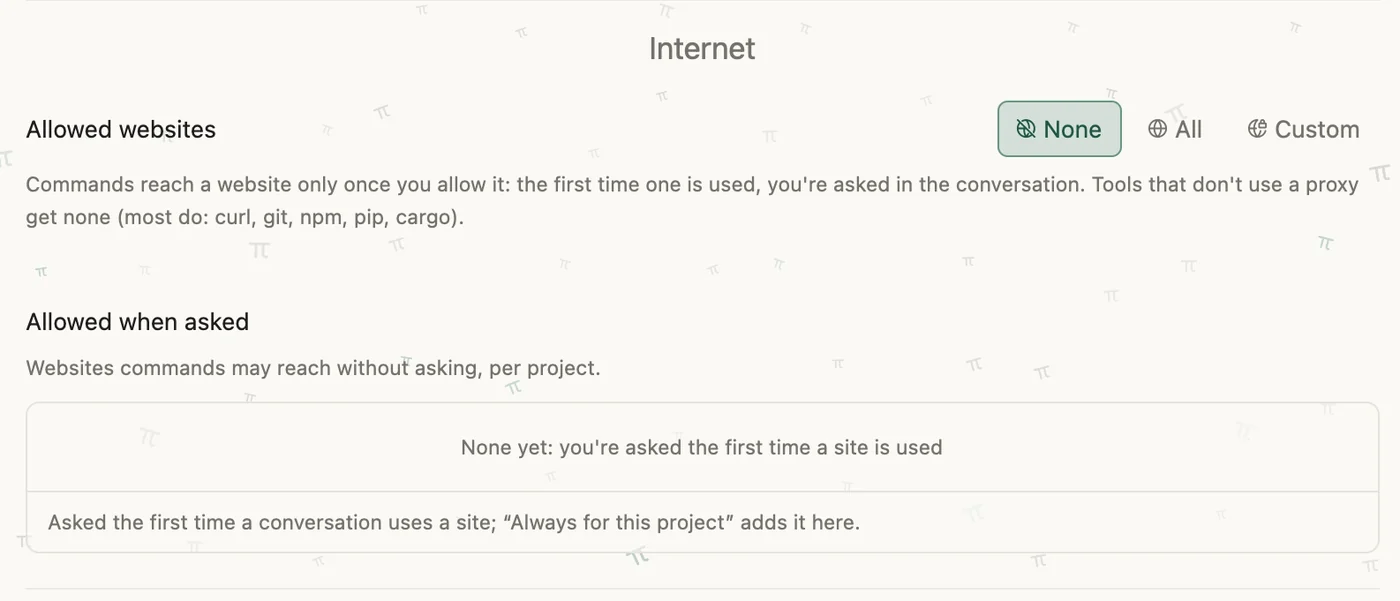 Internet
Allowed websites
None
All
Custom
Commands reach a website only once you allow it: the first time one is used, you're asked in the conversation. Tools that don't use a proxy
get none (most do: curl, git, npm, pip, cargo).
Allowed when asked
Websites commands may reach without asking, per project.
None yet: you're asked the first time a site is used
Asked the first time a conversation uses a site; “Always for this project” adds it here.